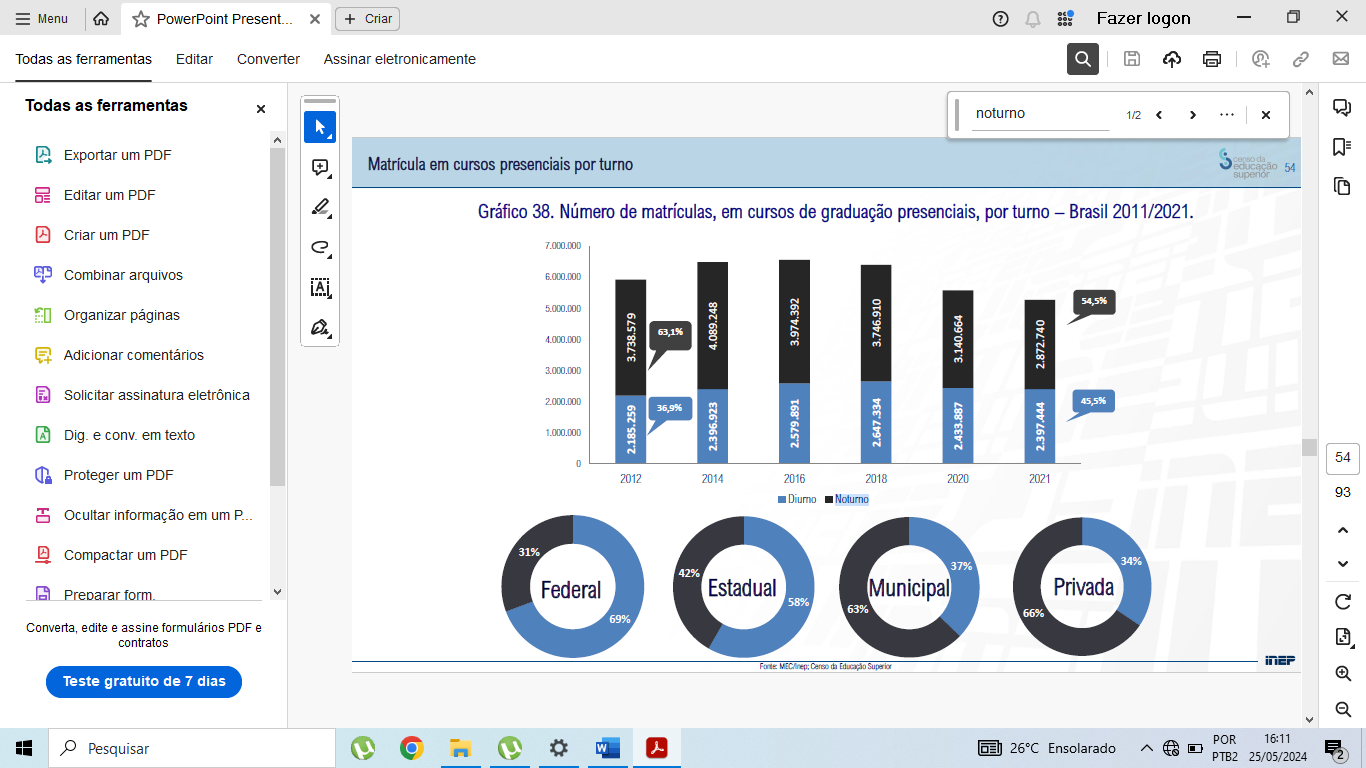 Menu
PowerPoint Present...
Criar
Fazer logon
Todas as ferramentas
Editar
Converter
Assinar eletronicamente
Todas as ferramentas
Exportar um PDF
Editar um PDF
Criar um PDF
Combinar arquivos
Organizar páginas
Adicionar comentários
Solicitar assinatura eletrônica
Dig. e conv. em texto
Proteger um PDF
Ocultar informação em um P...
Compactar um PDF
Preparar form.
Converta, edite e assine formulários PDF e
contratos
Teste gratuito de 7 dias
noturno
1/2
Matrícula em cursos presenciais por turno
censo da
educação
superior
54
Gráfico 38. Número de matrículas, em cursos de graduação presenciais, por turno – Brasil 2011/2021.
7.000.000
6.000.000
5.000.000
4.000.000
3.000.000
2.000.000
1.000.000
0
3.738.579
2.185.259
63,1%
36,9%
4.089.248
2.396.923
3.974.392
2.579.891
3.746.910
2.647.334
3.140.664
2.433.887
2.872.740
2.397.444
54,5%
45,5%
2012
2014
2016
2018
2020
2021
Diurno
Noturno
31%
Federal
69%
42%
Estadual
58%
37%
Municipal
63%
34%
Privada
66%
Fonte: MEC/Inep; Censo da Educação Superior
inep
54
93
Pesquisar
26°C Ensolarado
POR
PTB2
16:11
25/05/2024
2